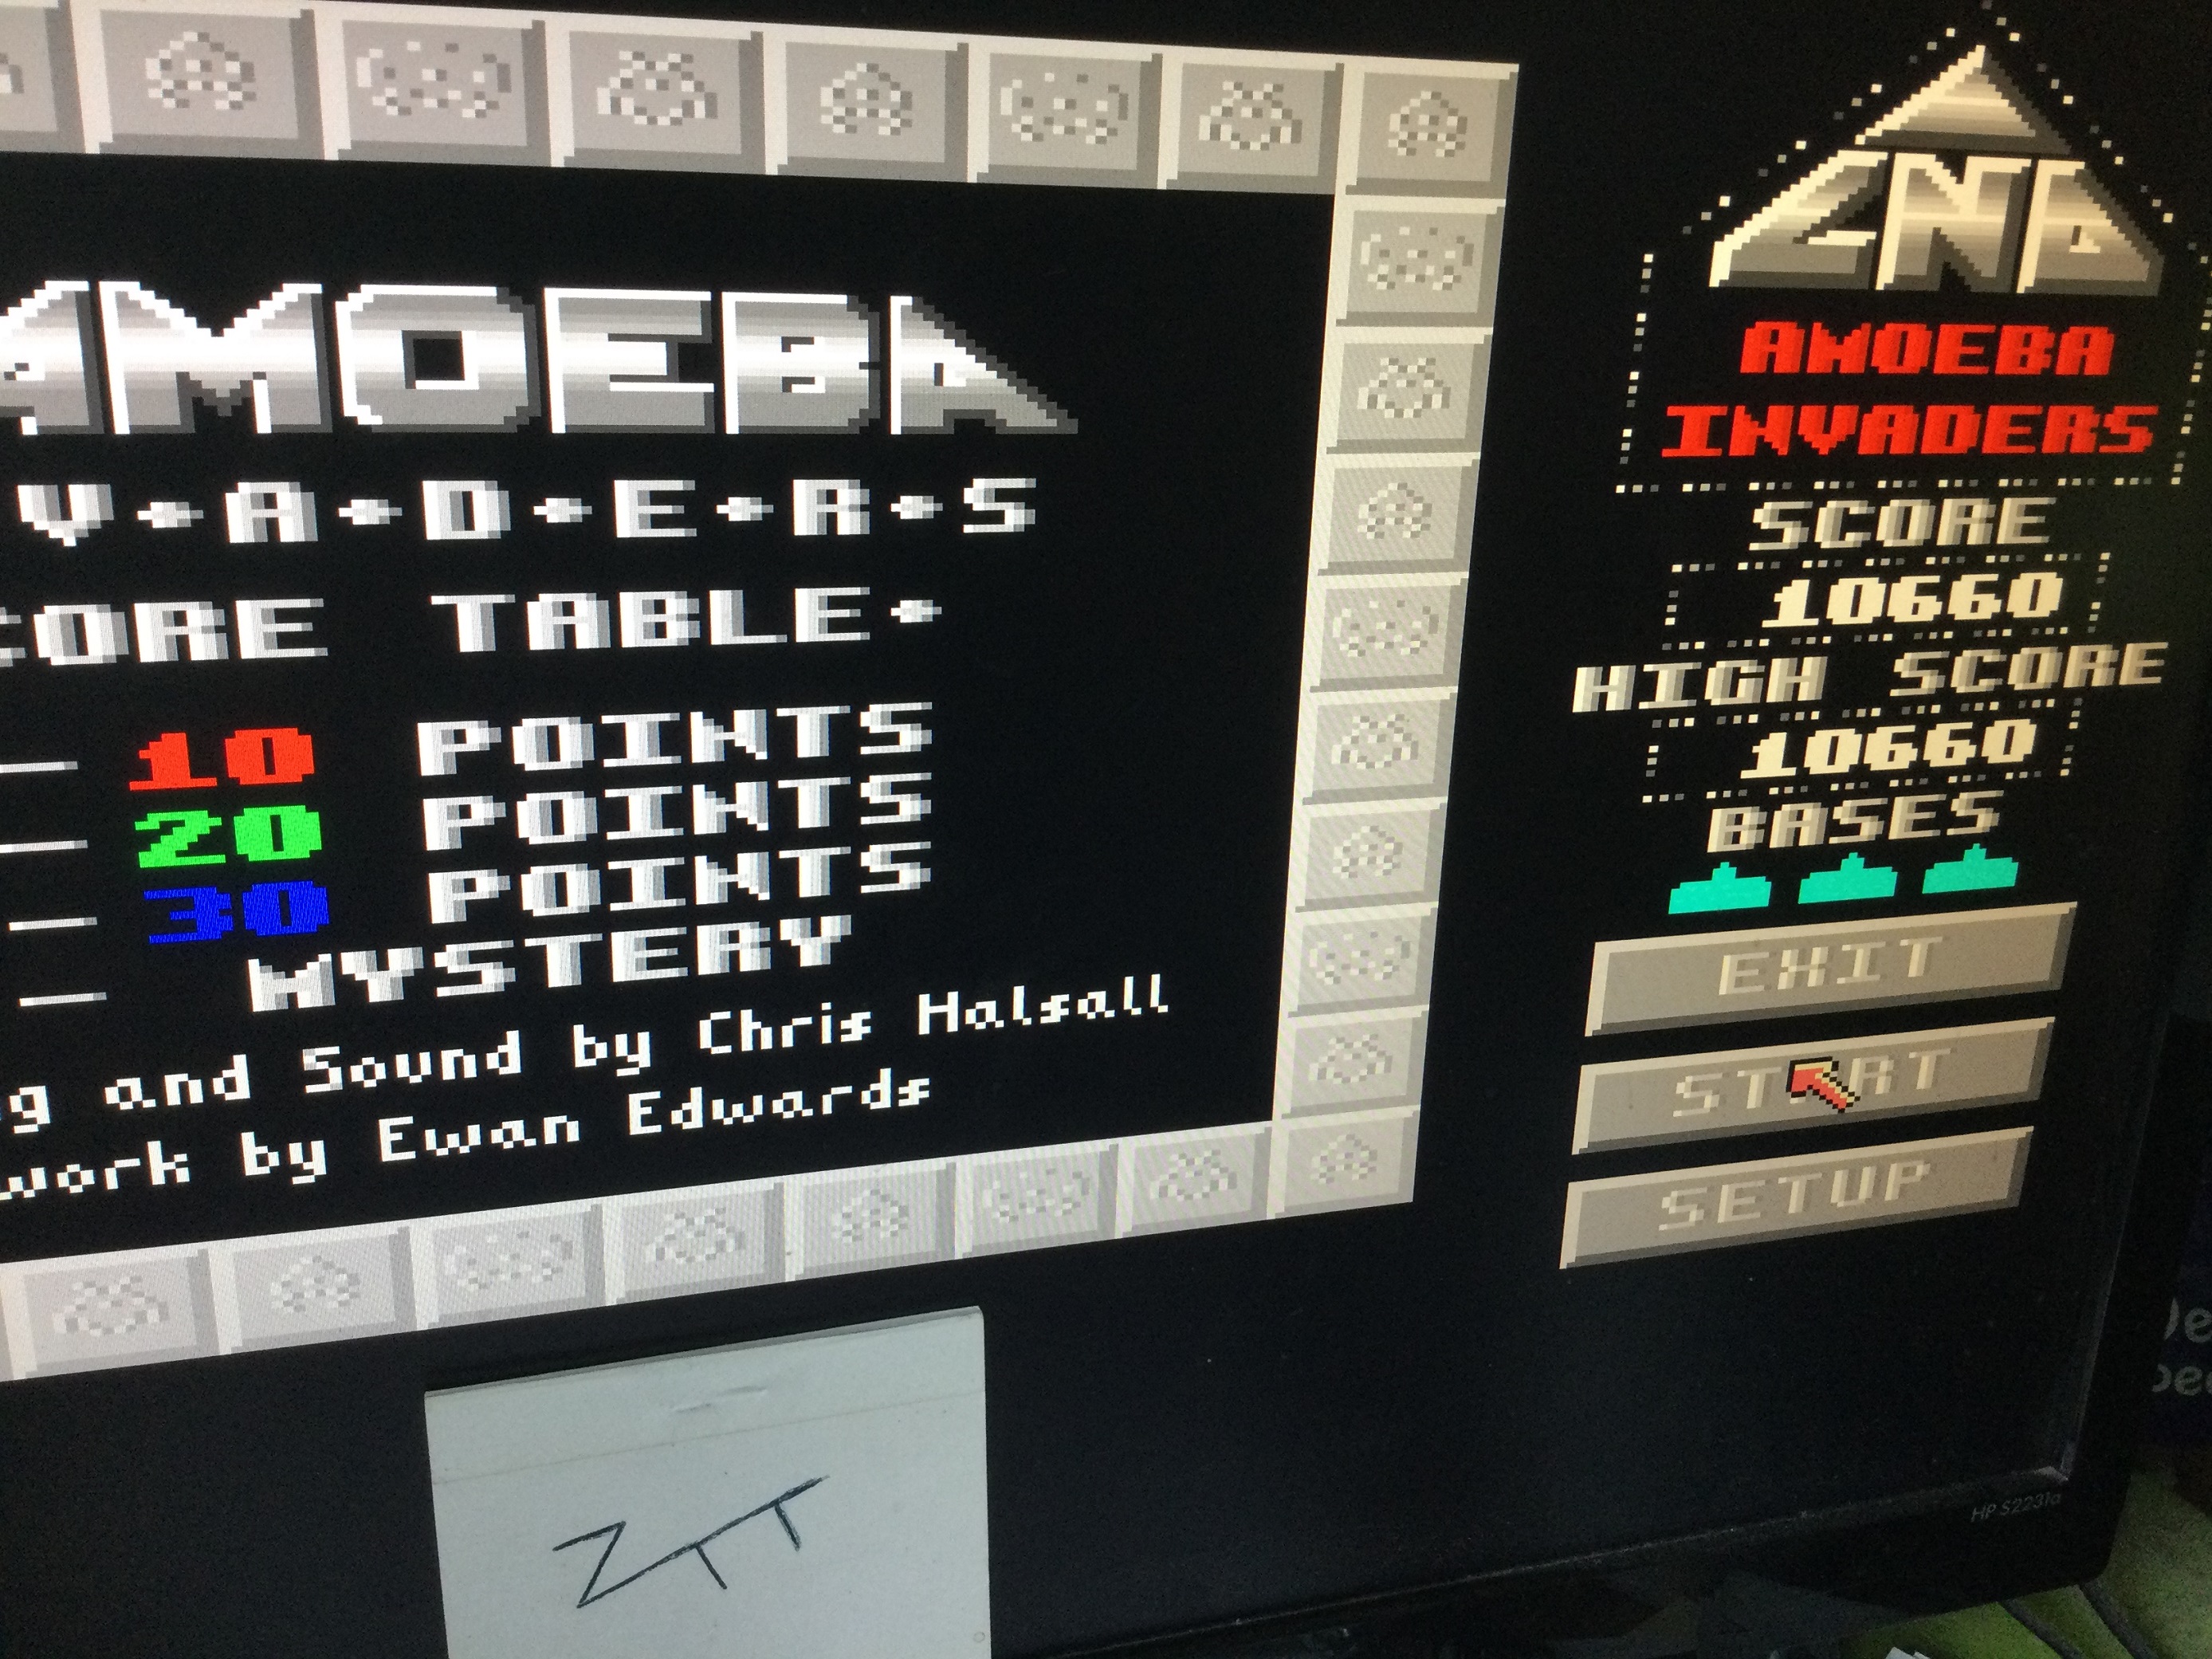 AMOEBA
V•A•D•E•R•S
CORE TABLE•
10 POINTS
20 POINTS
30 POINTS
MYSTERY
g and Sound by Chris Halsall
work by Ewan Edwards
AMOEBA
INVADERS
SCORE
10660
HIGH SCORE
10660
BASES
EXIT
START
SETUP
HP S2231a
ZTT